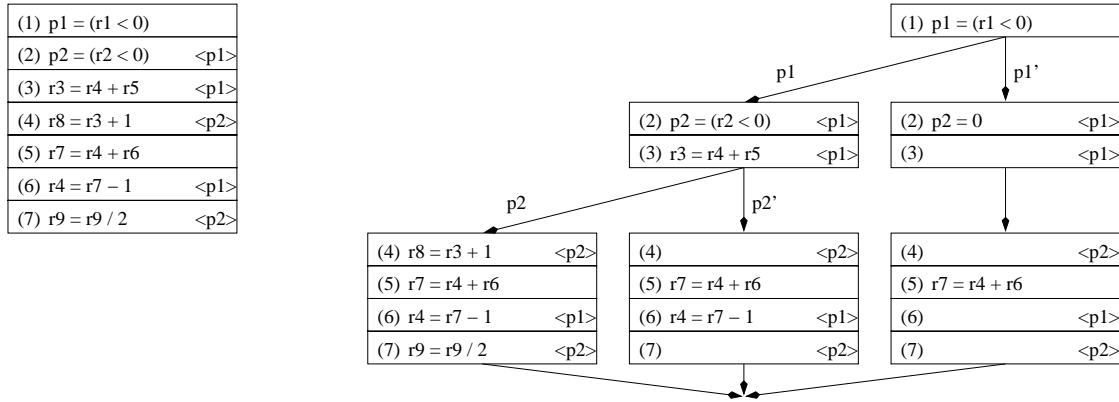 (1) p1 = (r1 < 0)
(2) p2 = (r2 < 0) <p1>
(3) r3 = r4 + r5 <p1>
(4) r8 = r3 + 1 <p2>
(5) r7 = r4 + r6
(6) r4 = r7 − 1 <p1>
(7) r9 = r9 / 2 <p2>
(1) p1 = (r1 < 0)
p1
p1’
(2) p2 = (r2 < 0) <p1>
(3) r3 = r4 + r5 <p1>
(2) p2 = 0 <p1>
(3) <p1>
p2
p2’
(4) r8 = r3 + 1 <p2>
(5) r7 = r4 + r6
(6) r4 = r7 − 1 <p1>
(7) r9 = r9 / 2 <p2>
(4) <p2>
(5) r7 = r4 + r6
(6) r4 = r7 − 1 <p1>
(7) <p2>
(4) <p2>
(5) r7 = r4 + r6
(6) <p1>
(7) <p2>